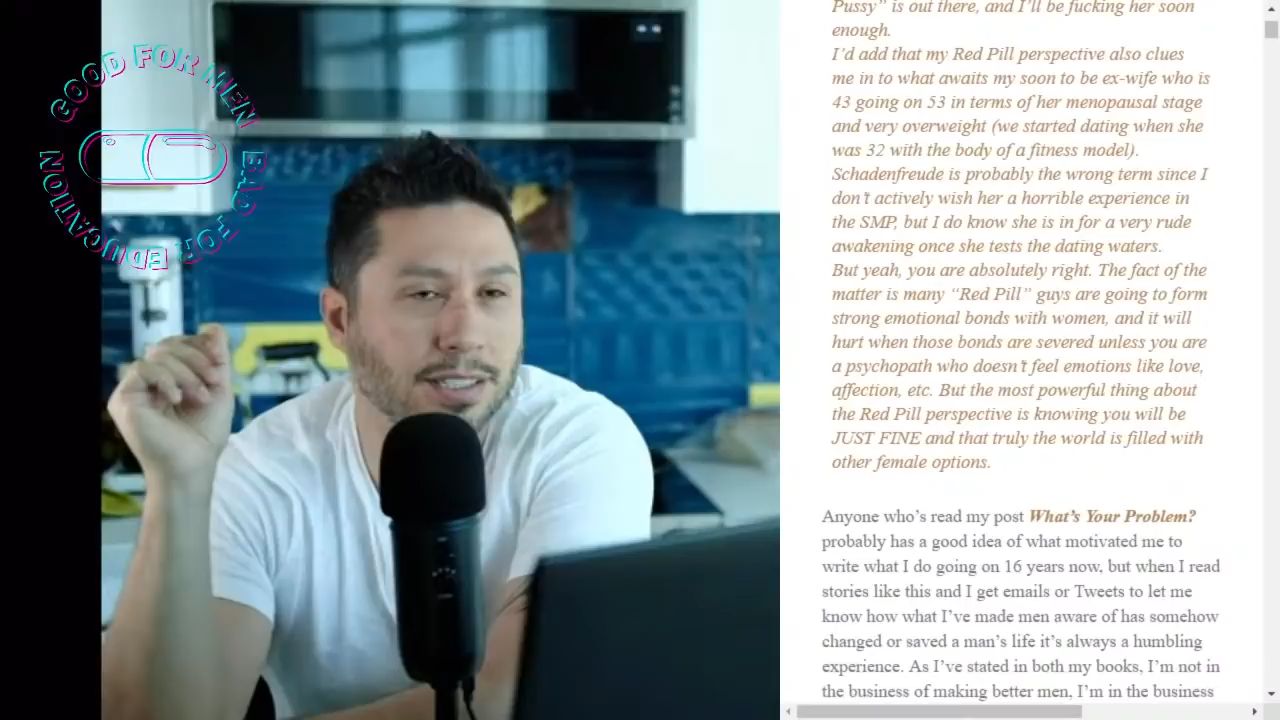 GOOD FOR MEN
BAD FOR EDUCATION
Pussy” is out there, and I’ll be fucking her soon
enough.
I’d add that my Red Pill perspective also clues
me in to what awaits my soon to be ex-wife who is
43 going on 53 in terms of her menopausal stage
and very overweight (we started dating when she
was 32 with the body of a fitness model).
Schadenfreude is probably the wrong term since I
don’t actively wish her a horrible experience in
the SMP, but I do know she is in for a very rude
awakening once she tests the dating waters.
But yeah, you are absolutely right. The fact of the
matter is many “Red Pill” guys are going to form
strong emotional bonds with women, and it will
hurt when those bonds are severed unless you are
a psychopath who doesn’t feel emotions like love,
affection, etc. But the most powerful thing about
the Red Pill perspective is knowing you will be
JUST FINE and that truly the world is filled with
other female options.
Anyone who’s read my post What’s Your Problem?
probably has a good idea of what motivated me to
write what I do going on 16 years now, but when I read
stories like this and I get emails or Tweets to let me
know how what I’ve made men aware of has somehow
changed or saved a man’s life it’s always a humbling
experience. As I’ve stated in both my books, I’m not in
the business of making better men, I’m in the business